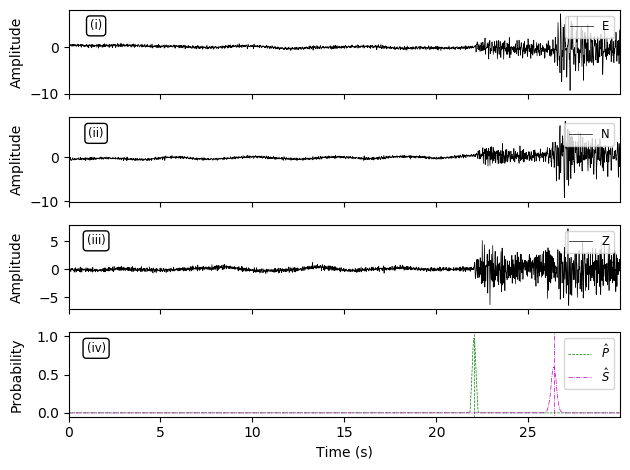 (i)
E
Amplitude
0
−10
(ii)
N
Amplitude
0
−10
(iii)
Z
Amplitude
5
0
−5
(iv)
P̂
Ŝ
Probability
1.0
0.5
0.0
0 5 10 15 20 25
Time (s)